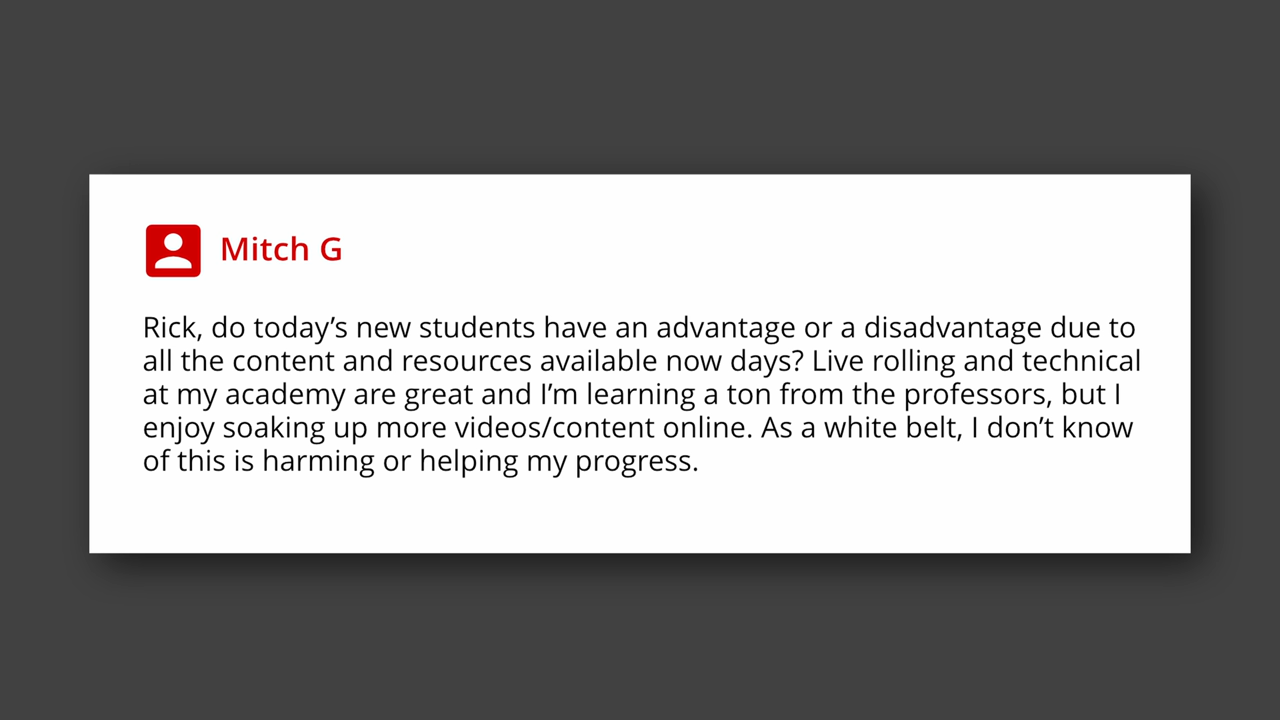 Mitch G
Rick, do today’s new students have an advantage or a disadvantage due to
all the content and resources available now days? Live rolling and technical
at my academy are great and I’m learning a ton from the professors, but I
enjoy soaking up more videos/content online. As a white belt, I don’t know
of this is harming or helping my progress.